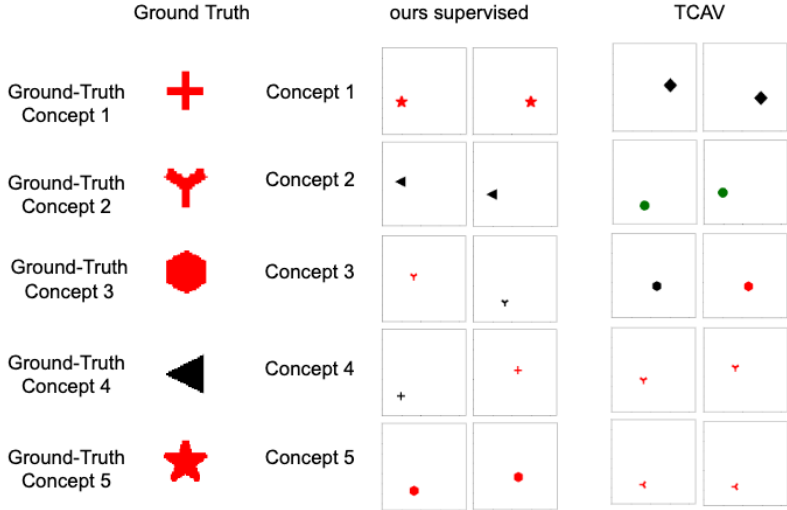 Ground Truth
ours supervised
TCAV
Ground-Truth
Concept 1
Concept 1
Ground-Truth
Concept 2
Concept 2
Ground-Truth
Concept 3
Concept 3
Ground-Truth
Concept 4
Concept 4
Ground-Truth
Concept 5
Concept 5